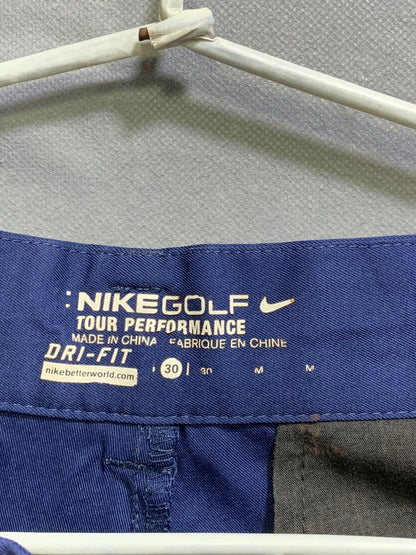 NIKEGOLF
TOUR PERFORMANCE
MADE IN CHINA FABRIQUE EN CHINE
DRI-FIT
nikebetterworld.com 30 30 M M